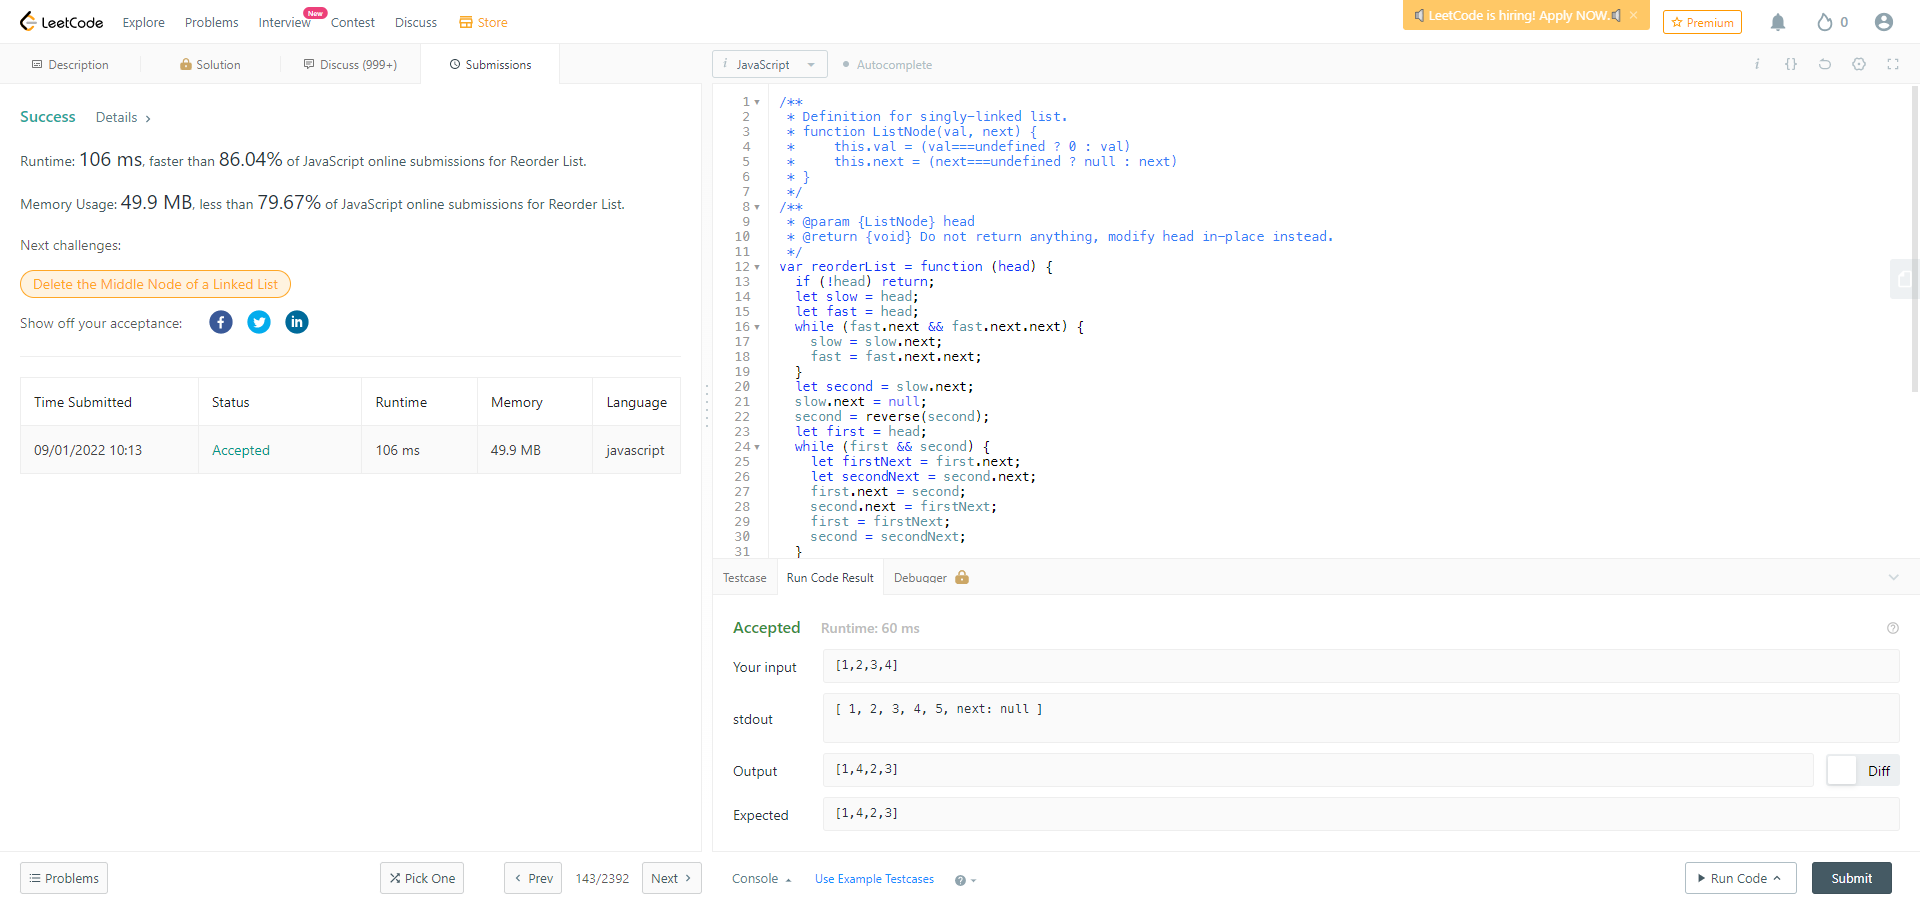 LeetCode
Explore
Problems
Interview
New
Contest
Discuss
Store
LeetCode is hiring! Apply NOW.
×
Premium
0
Description
Solution
Discuss (999+)
Submissions
i JavaScript
Autocomplete
i
{}
Success
Details >
Runtime: 106 ms, faster than 86.04% of JavaScript online submissions for Reorder List.
Memory Usage: 49.9 MB, less than 79.67% of JavaScript online submissions for Reorder List.
Next challenges:
Delete the Middle Node of a Linked List
Show off your acceptance:
Time Submitted Status Runtime Memory Language
09/01/2022 10:13 Accepted 106 ms 49.9 MB javascript
1 /**
2  * Definition for singly-linked list.
3  * function ListNode(val, next) {
4  *     this.val = (val===undefined ? 0 : val)
5  *     this.next = (next===undefined ? null : next)
6  * }
7  */
8 /**
9  * @param {ListNode} head
10  * @return {void} Do not return anything, modify head in-place instead.
11  */
12 var reorderList = function (head) {
13   if (!head) return;
14   let slow = head;
15   let fast = head;
16   while (fast.next && fast.next.next) {
17     slow = slow.next;
18     fast = fast.next.next;
19   }
20   let second = slow.next;
21   slow.next = null;
22   second = reverse(second);
23   let first = head;
24   while (first && second) {
25     let firstNext = first.next;
26     let secondNext = second.next;
27     first.next = second;
28     second.next = firstNext;
29     first = firstNext;
30     second = secondNext;
31   }
Testcase
Run Code Result
Debugger
Accepted
Runtime: 60 ms
Your input
[1,2,3,4]
stdout
[ 1, 2, 3, 4, 5, next: null ]
Output
[1,4,2,3]
Diff
Expected
[1,4,2,3]
Problems
Pick One
< Prev
143/2392
Next >
Console
Use Example Testcases
Run Code
Submit